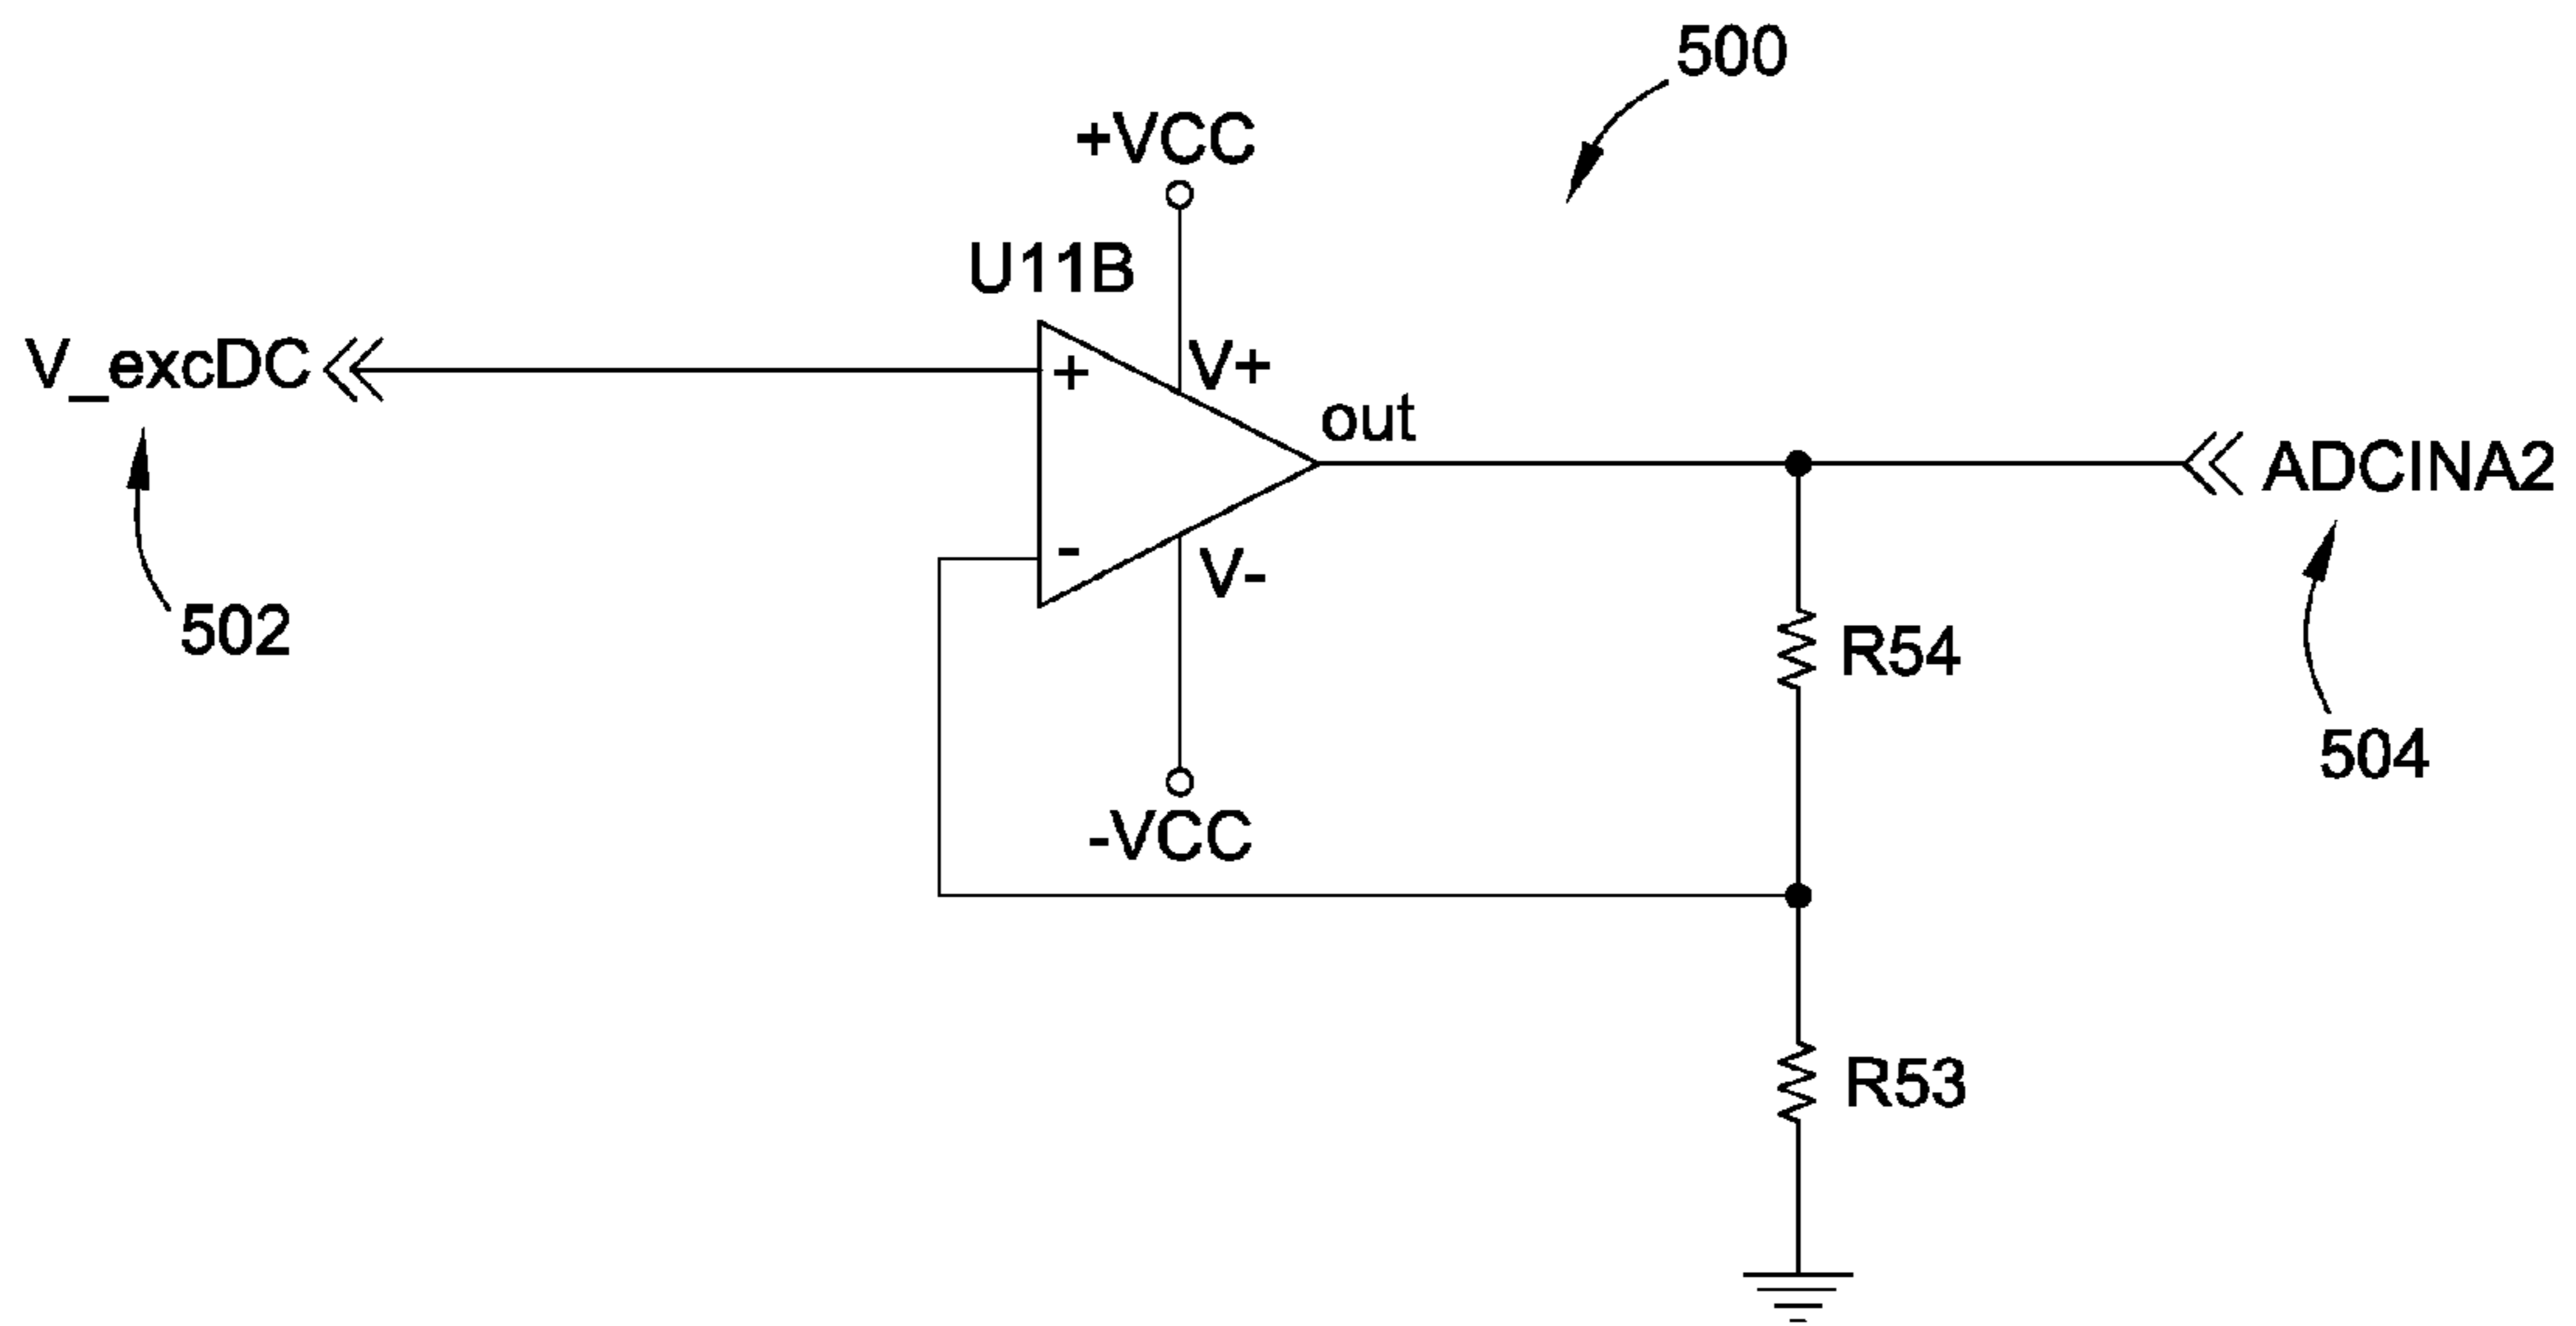 500
+VCC
U11B
V_excDC
+
V+
out
ADCINA2
-
V-
502
R54
504
-VCC
R53